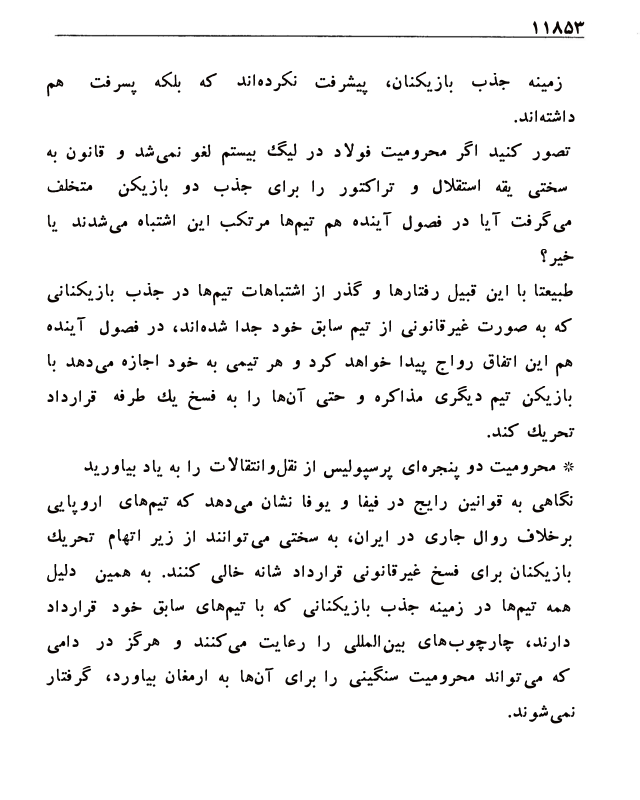 ۱۱۸۵۳
زمینه جذب بازیکنان، پیشرفت نکرده‌اند که بلکه پسرفت هم
داشته‌اند.
تصور کنید اگر محرومیت فولاد در لیگ بیستم لغو نمی‌شد و قانون به
سختی یقه استقلال و تراکتور را برای جذب دو بازیکن متخلف
می‌گرفت آیا در فصول آینده هم تیم‌ها مرتکب این اشتباه می‌شدند یا
خیر؟
طبیعتا با این قبیل رفتارها و گذر از اشتباهات تیم‌ها در جذب بازیکنانی
که به صورت غیرقانونی از تیم سابق خود جدا شده‌اند، در فصول آینده
هم این اتفاق رواج پیدا خواهد کرد و هر تیمی به خود اجازه می‌دهد با
بازیکن تیم دیگری مذاکره و حتی آن‌ها را به فسخ یك طرفه قرارداد
تحریك کند.
* محرومیت دو پنجره‌ای پرسپولیس از نقل‌وانتقالات را به یاد بیاورید
نگاهی به قوانین رایج در فیفا و یوفا نشان می‌دهد که تیم‌های اروپایی
برخلاف روال جاری در ایران، به سختی می‌توانند از زیر اتهام تحریك
بازیکنان برای فسخ غیرقانونی قرارداد شانه خالی کنند. به همین دلیل
همه تیم‌ها در زمینه جذب بازیکنانی که با تیم‌های سابق خود قرارداد
دارند، چارچوب‌های بین‌المللی را رعایت می‌کنند و هرگز در دامی
که می‌تواند محرومیت سنگینی را برای آن‌ها به ارمغان بیاورد، گرفتار
نمی‌شوند.